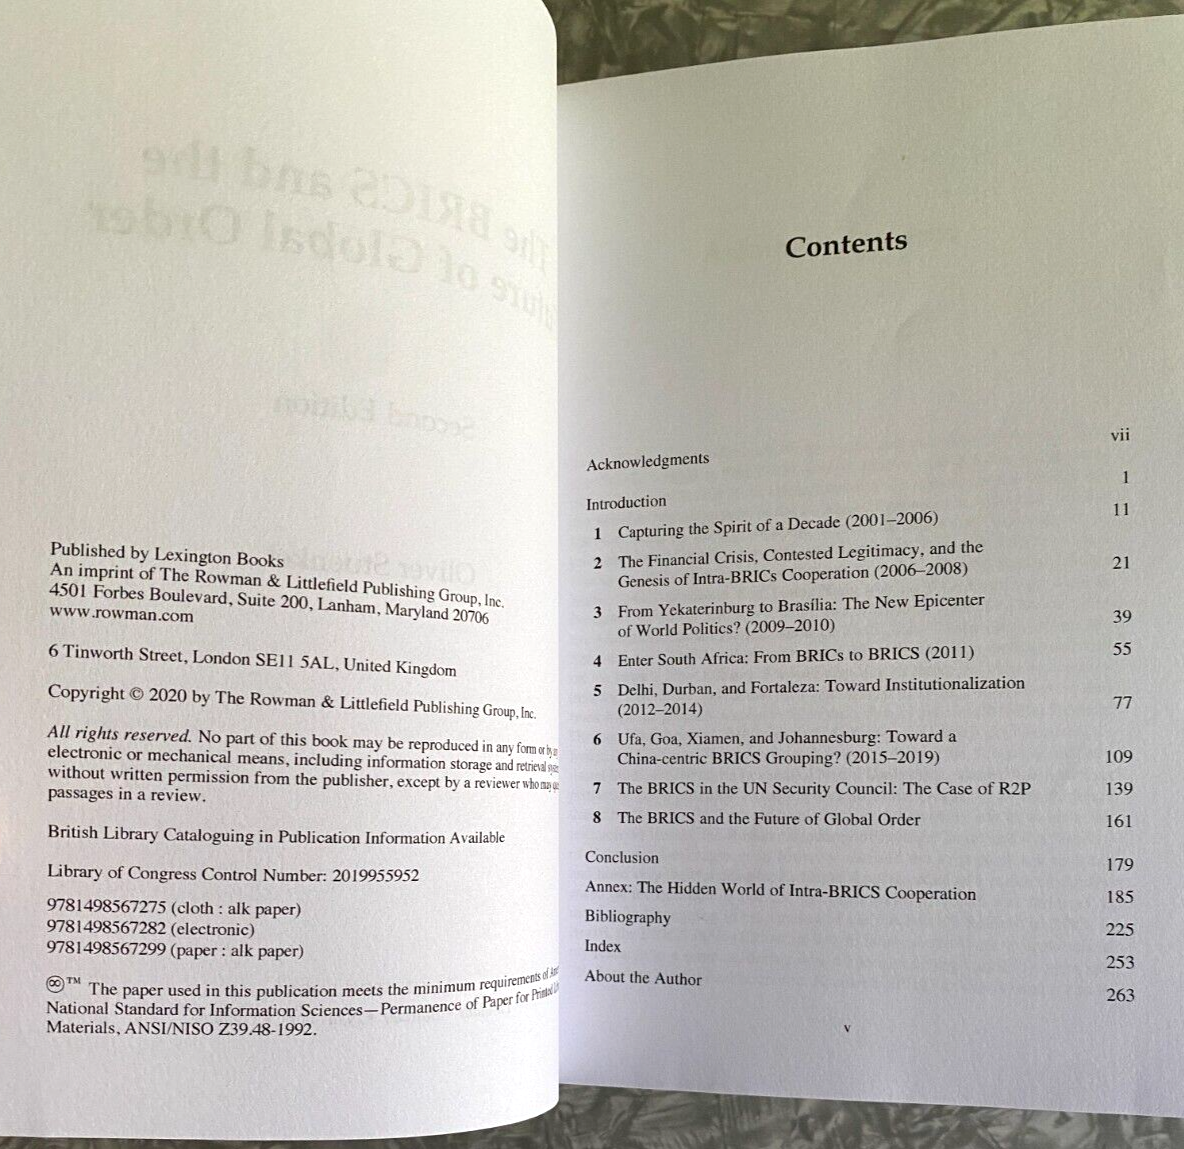 The BRICS and the
Future of Global Order
Second Edition
Oliver
Published by Lexington Books
An imprint of The Rowman & Littlefield Publishing Group, Inc.
4501 Forbes Boulevard, Suite 200, Lanham, Maryland 20706
www.rowman.com
6 Tinworth Street, London SE11 5AL, United Kingdom
Copyright © 2020 by The Rowman & Littlefield Publishing Group, Inc.
All rights reserved. No part of this book may be reproduced in any form or by
electronic or mechanical means, including information storage and retrieval
without written permission from the publisher, except by a reviewer who may
passages in a review.
British Library Cataloguing in Publication Information Available
Library of Congress Control Number: 2019955952
9781498567275 (cloth : alk paper)
9781498567282 (electronic)
9781498567299 (paper : alk paper)
♾™ The paper used in this publication meets the minimum requirements of
National Standard for Information Sciences—Permanence of Paper for Printed
Materials, ANSI/NISO Z39.48-1992.
Contents
Acknowledgments vii
Introduction 1
1 Capturing the Spirit of a Decade (2001–2006) 11
2 The Financial Crisis, Contested Legitimacy, and the
Genesis of Intra-BRICs Cooperation (2006–2008) 21
3 From Yekaterinburg to Brasília: The New Epicenter
of World Politics? (2009–2010) 39
4 Enter South Africa: From BRICs to BRICS (2011) 55
5 Delhi, Durban, and Fortaleza: Toward Institutionalization
(2012–2014) 77
6 Ufa, Goa, Xiamen, and Johannesburg: Toward a
China-centric BRICS Grouping? (2015–2019) 109
7 The BRICS in the UN Security Council: The Case of R2P 139
8 The BRICS and the Future of Global Order 161
Conclusion 179
Annex: The Hidden World of Intra-BRICS Cooperation 185
Bibliography 225
Index 253
About the Author 263
v